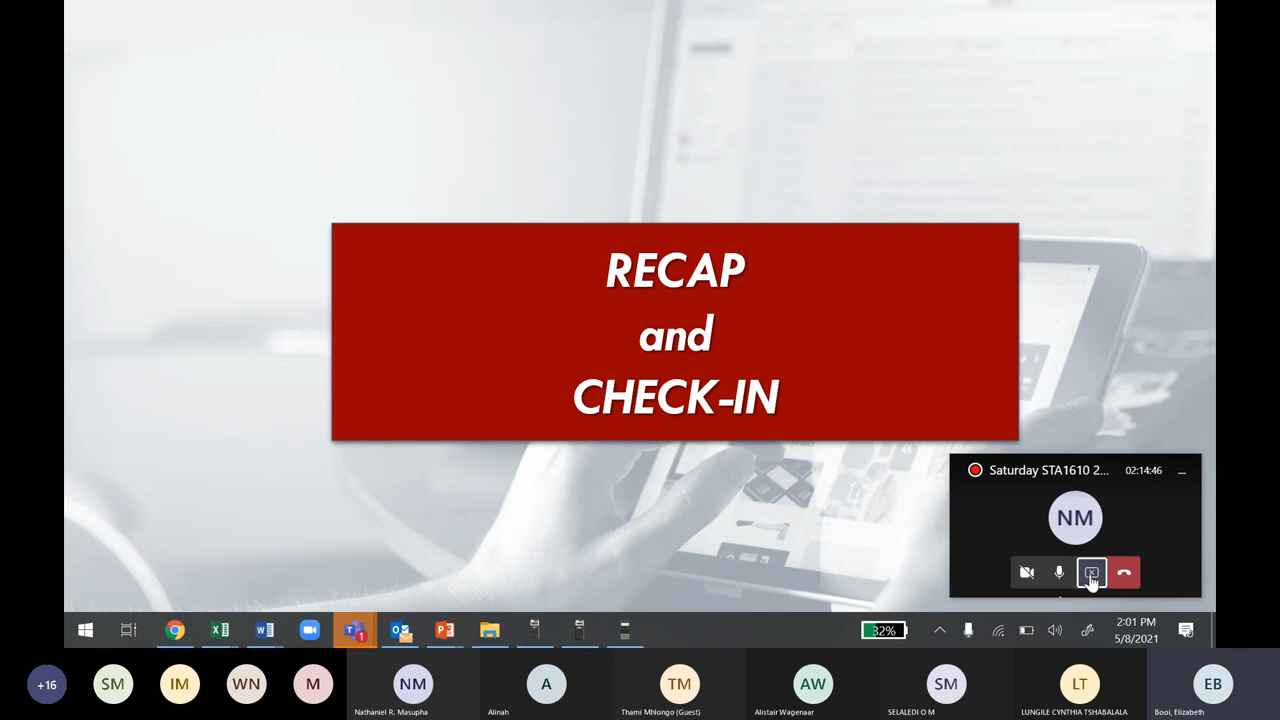 RECAP
and
CHECK-IN
Saturday STA1610 2...
02:14:46
NM
32%
2:01 PM
5/8/2021
1
+16
SM
IM
WN
M
NM
Nathaniel R. Masupha
A
Alinah
TM
Thami Mhlongo (Guest)
AW
Alistair Wagenaar
SM
SELALEDI O M
LT
LUNGILE CYNTHIA TSHABALALA
EB
Booi, Elizabeth